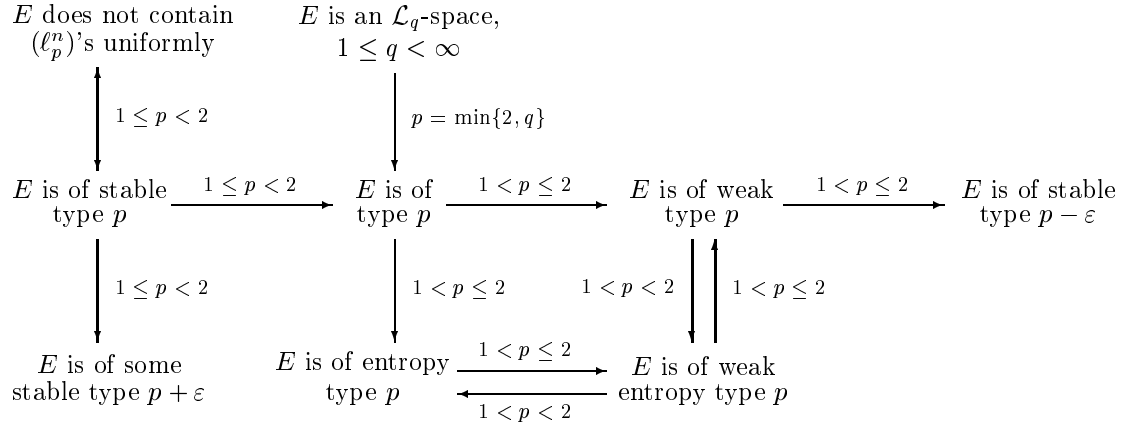 E does not contain
(ℓ_p^n)'s uniformly
E is an ℒ_q-space,
1 ≤ q < ∞
1 ≤ p < 2
p = min{2, q}
E is of stable
type p
1 ≤ p < 2
E is of
type p
1 < p ≤ 2
E is of weak
type p
1 < p ≤ 2
E is of stable
type p − ε
1 ≤ p < 2
1 < p ≤ 2
1 < p < 2
1 < p ≤ 2
E is of some
stable type p + ε
E is of entropy
type p
1 < p ≤ 2
1 < p < 2
E is of weak
entropy type p